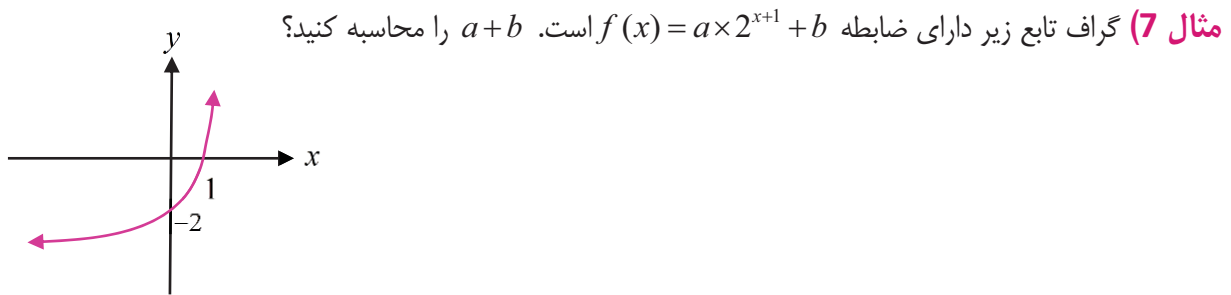 مثال 7) گراف تابع زیر دارای ضابطه f (x) = a×2^{x+1} + b است. a+b را محاسبه کنید؟
y
x
1
−2